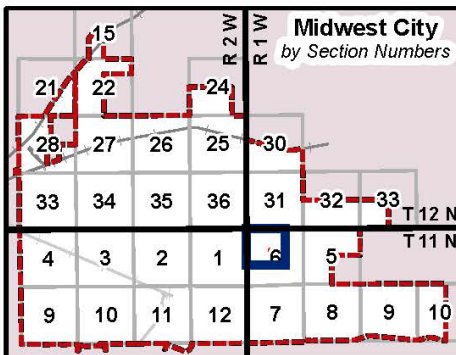 Midwest City
by Section Numbers
R 2 W
R 1 W
15
21 22 24
28 27 26 25 30
33 34 35 36 31 32 33
T 12 N
T 11 N
4 3 2 1 6 5
9 10 11 12 7 8 9 10